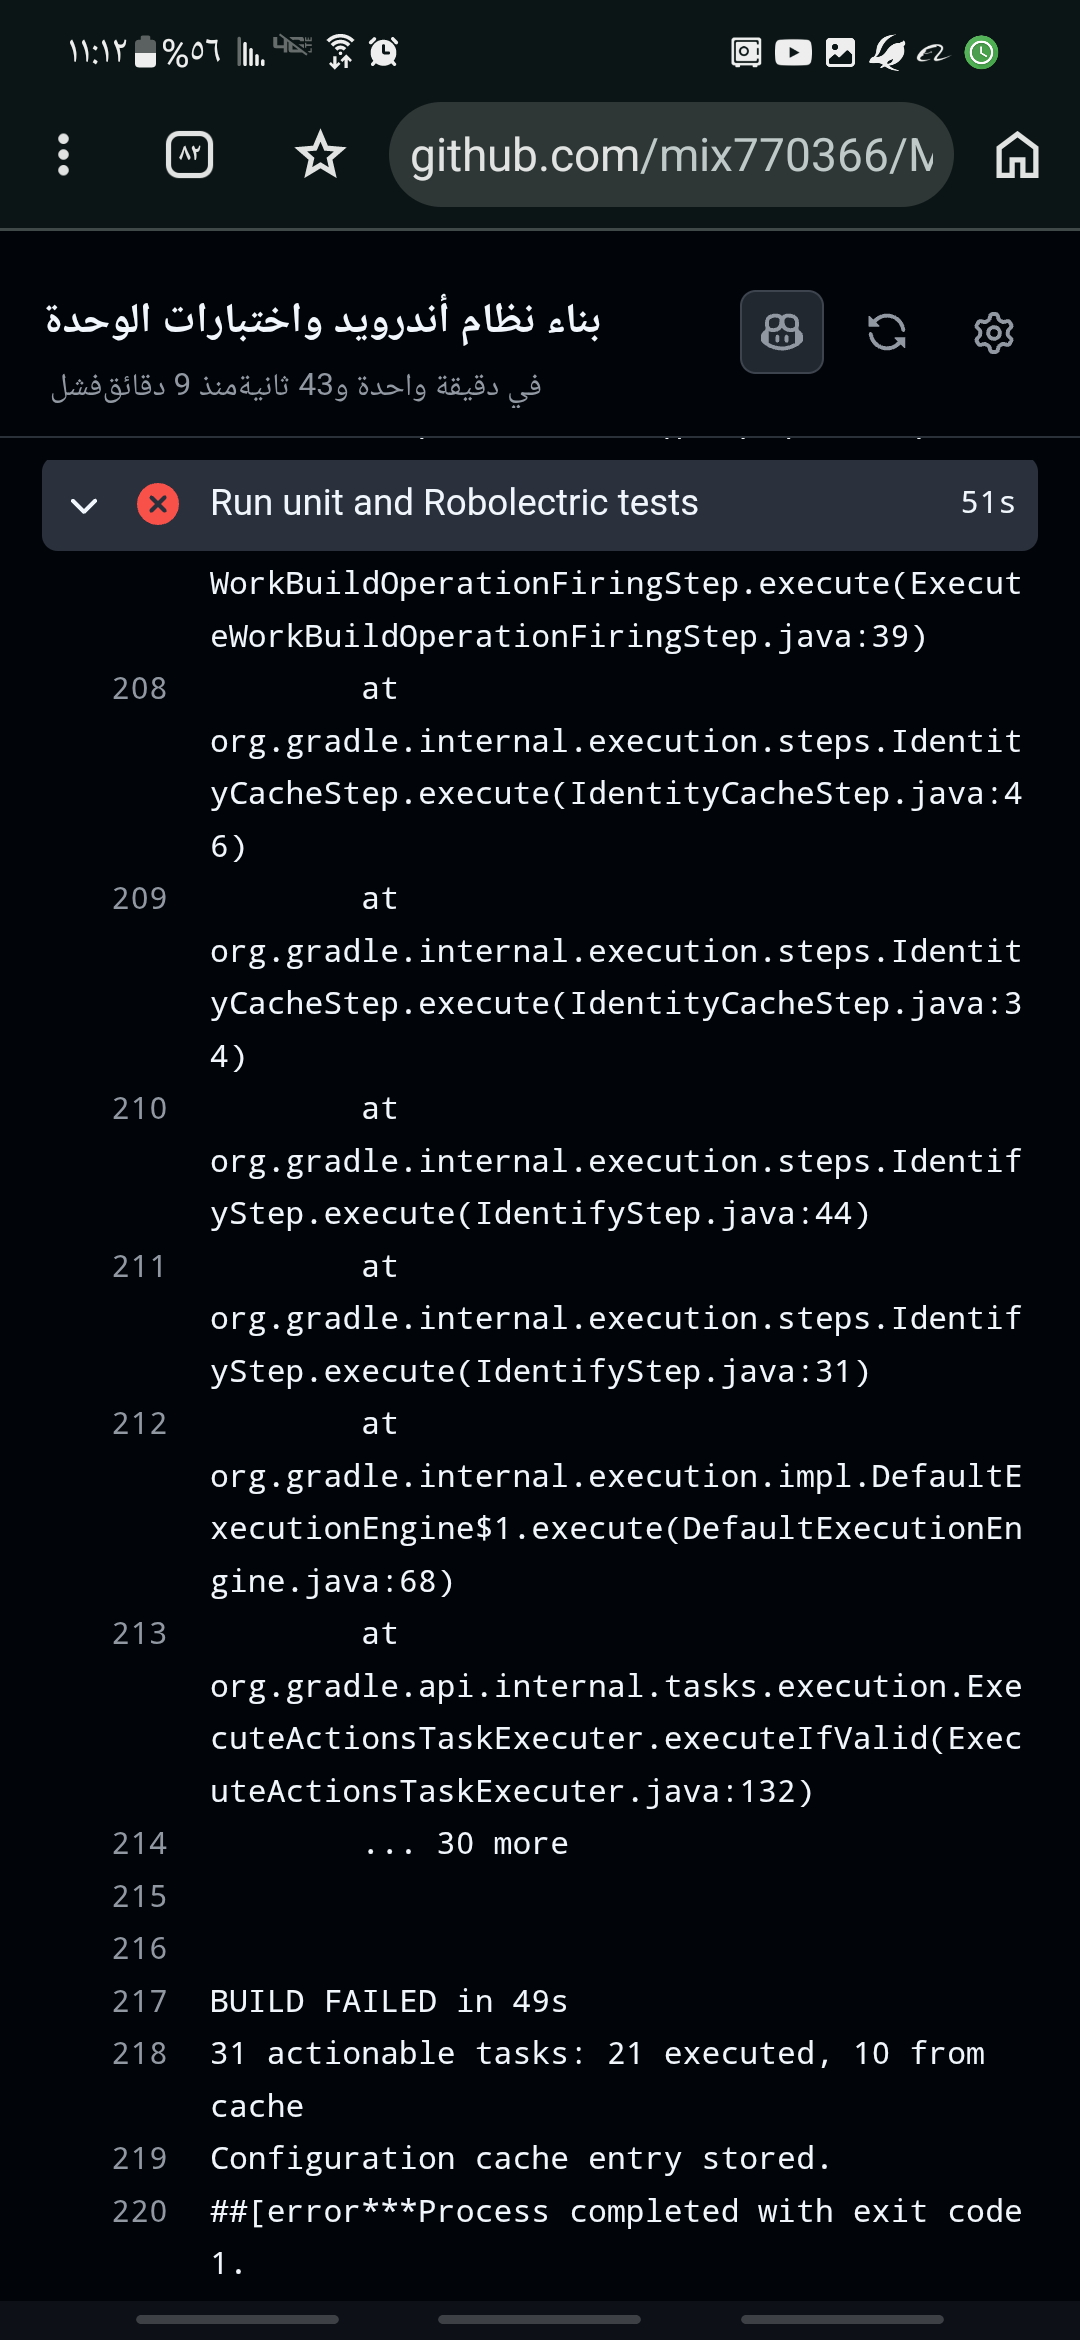 ١١:١٢ %٥٦
٨٢
github.com/mix770366/M
بناء نظام أندرويد واختبارات الوحدة
فشل منذ 9 دقائق في دقيقة واحدة و43 ثانية
Run unit and Robolectric tests 51s
WorkBuildOperationFiringStep.execute(Execut
eWorkBuildOperationFiringStep.java:39)
208 at
org.gradle.internal.execution.steps.Identit
yCacheStep.execute(IdentityCacheStep.java:4
6)
209 at
org.gradle.internal.execution.steps.Identit
yCacheStep.execute(IdentityCacheStep.java:3
4)
210 at
org.gradle.internal.execution.steps.Identif
yStep.execute(IdentifyStep.java:44)
211 at
org.gradle.internal.execution.steps.Identif
yStep.execute(IdentifyStep.java:31)
212 at
org.gradle.internal.execution.impl.DefaultE
xecutionEngine$1.execute(DefaultExecutionEn
gine.java:68)
213 at
org.gradle.api.internal.tasks.execution.Exe
cuteActionsTaskExecuter.executeIfValid(Exec
uteActionsTaskExecuter.java:132)
214 ... 30 more
215
216
217 BUILD FAILED in 49s
218 31 actionable tasks: 21 executed, 10 from
cache
219 Configuration cache entry stored.
220 ##[error***Process completed with exit code
1.